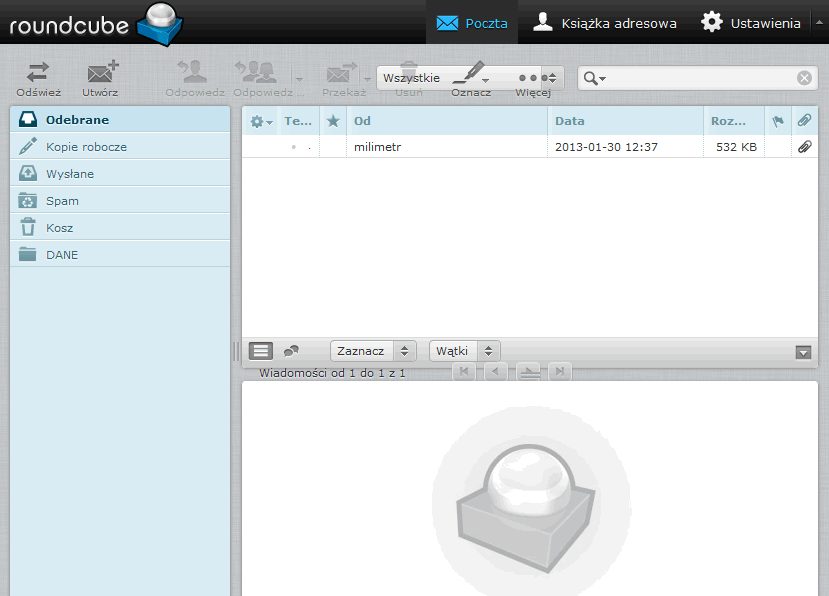 roundcube
Poczta Książka adresowa Ustawienia
Odśwież Utwórz Odpowiedz Odpowiedz ... Przekaż Usuń Oznacz Więcej
Wszystkie
Odebrane
Kopie robocze
Wysłane
Spam
Kosz
DANE
Te... Od Data Roz...
milimetr 2013-01-30 12:37 532 KB
Zaznacz Wątki
Wiadomości od 1 do 1 z 1